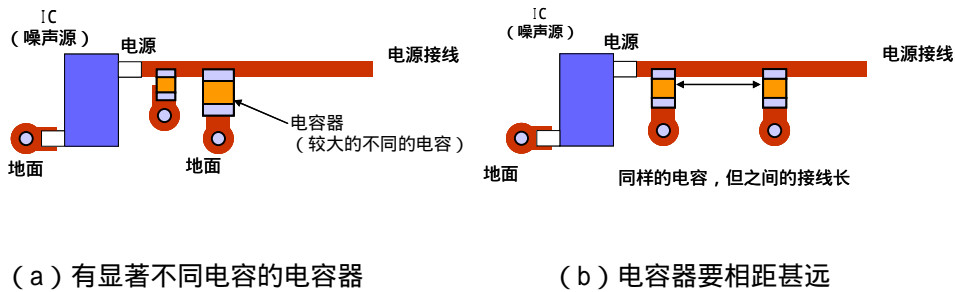 IC
（噪声源）
电源
电源接线
电容器
（较大的不同的电容）
地面
地面
（a）有显著不同电容的电容器
IC
（噪声源）
电源
电源接线
地面
同样的电容，但之间的接线长
（b）电容器要相距甚远